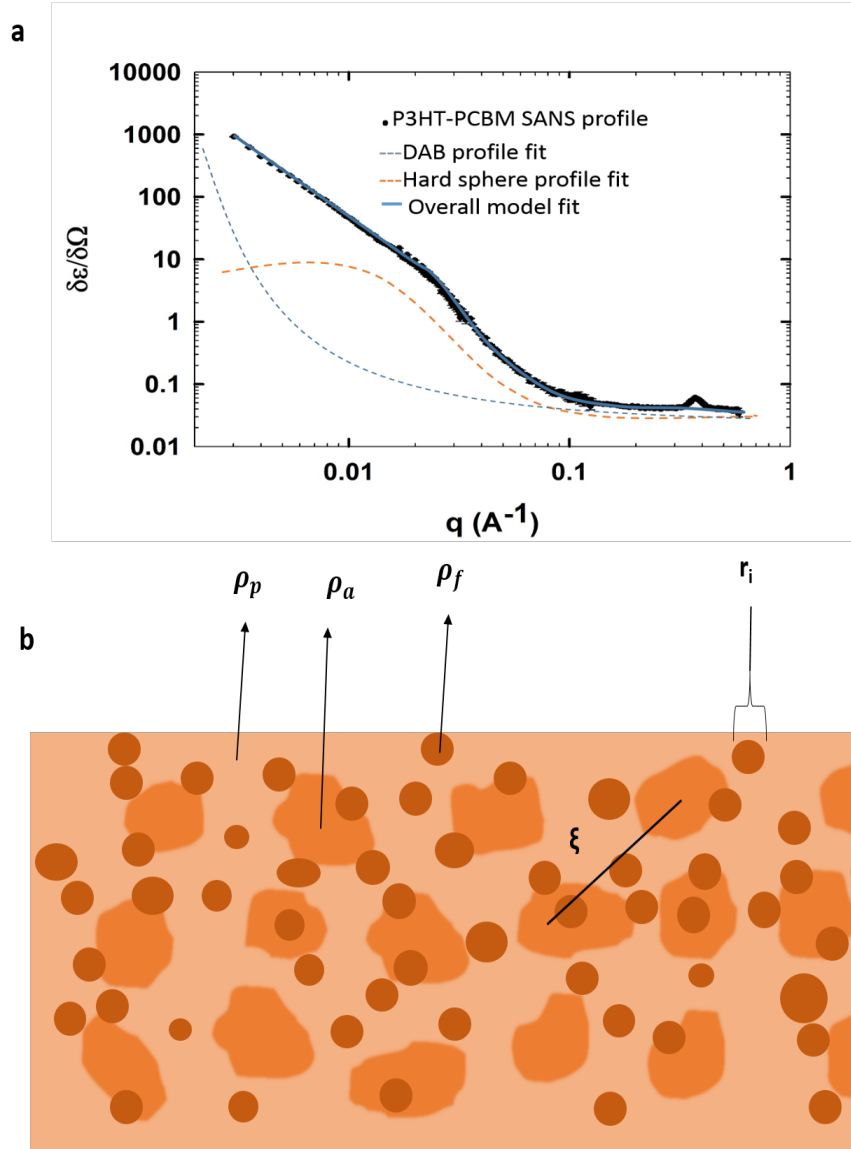 a
10000
1000
100
10
1
0.1
0.01
δε/δΩ
P3HT-PCBM SANS profile
DAB profile fit
Hard sphere profile fit
Overall model fit
0.01 0.1 1
q (A⁻¹)
ρp ρa ρf ri
b
ξ